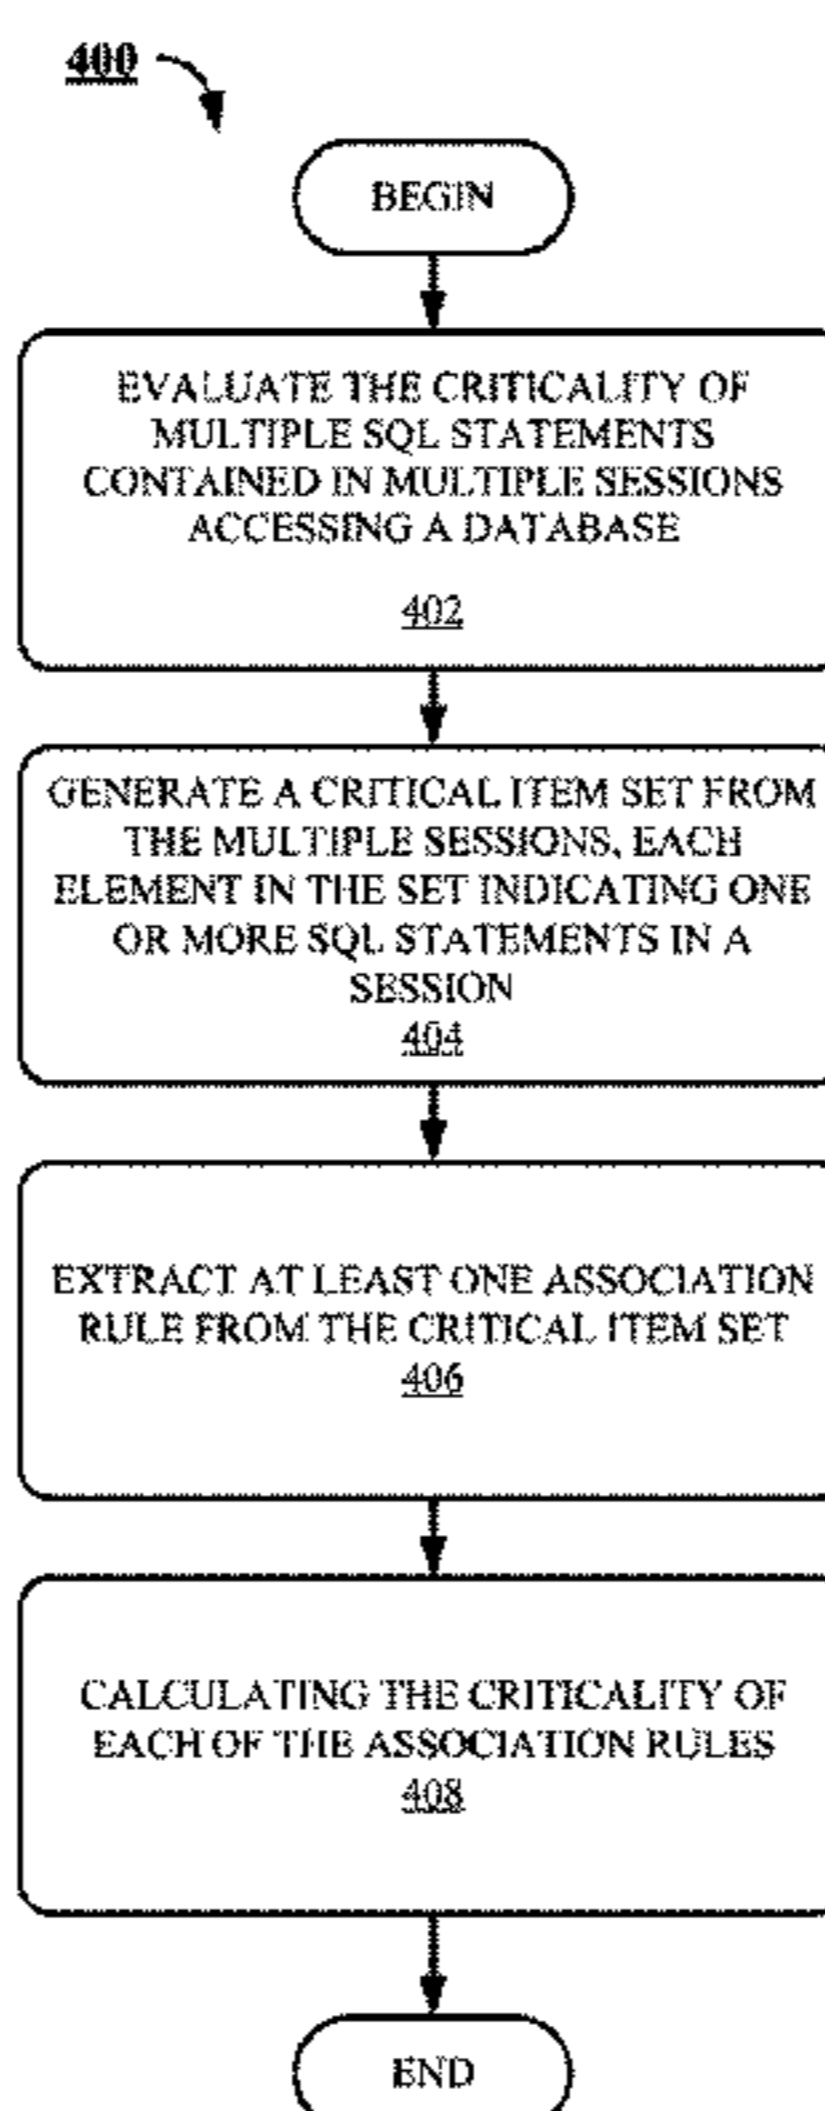 400
BEGIN
EVALUATE THE CRITICALITY OF
MULTIPLE SQL STATEMENTS
CONTAINED IN MULTIPLE SESSIONS
ACCESSING A DATABASE
402
GENERATE A CRITICAL ITEM SET FROM
THE MULTIPLE SESSIONS, EACH
ELEMENT IN THE SET INDICATING ONE
OR MORE SQL STATEMENTS IN A
SESSION
404
EXTRACT AT LEAST ONE ASSOCIATION
RULE FROM THE CRITICAL ITEM SET
406
CALCULATING THE CRITICALITY OF
EACH OF THE ASSOCIATION RULES
408
END